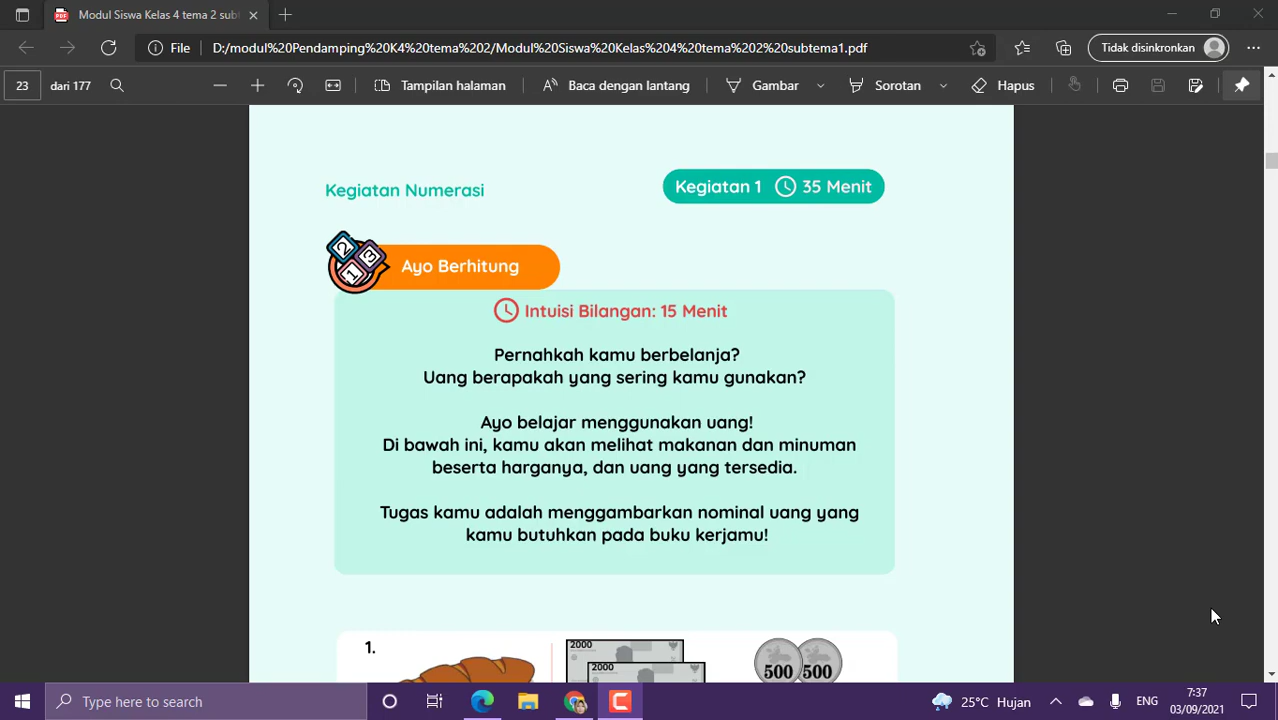 Modul Siswa Kelas 4 tema 2 subt
File
D:/modul%20Pendamping%20K4%20tema%202/Modul%20Siswa%20Kelas%204%20tema%202%20subtema1.pdf
Tidak disinkronkan
23 dari 177
Tampilan halaman
Baca dengan lantang
Gambar
Sorotan
Hapus
Kegiatan Numerasi
Kegiatan 1 35 Menit
2 3 1
Ayo Berhitung
Intuisi Bilangan: 15 Menit
Pernahkah kamu berbelanja?
Uang berapakah yang sering kamu gunakan?
Ayo belajar menggunakan uang!
Di bawah ini, kamu akan melihat makanan dan minuman
beserta harganya, dan uang yang tersedia.
Tugas kamu adalah menggambarkan nominal uang yang
kamu butuhkan pada buku kerjamu!
1.
2000
2000
500 500
Type here to search
25°C Hujan
ENG
7:37
03/09/2021